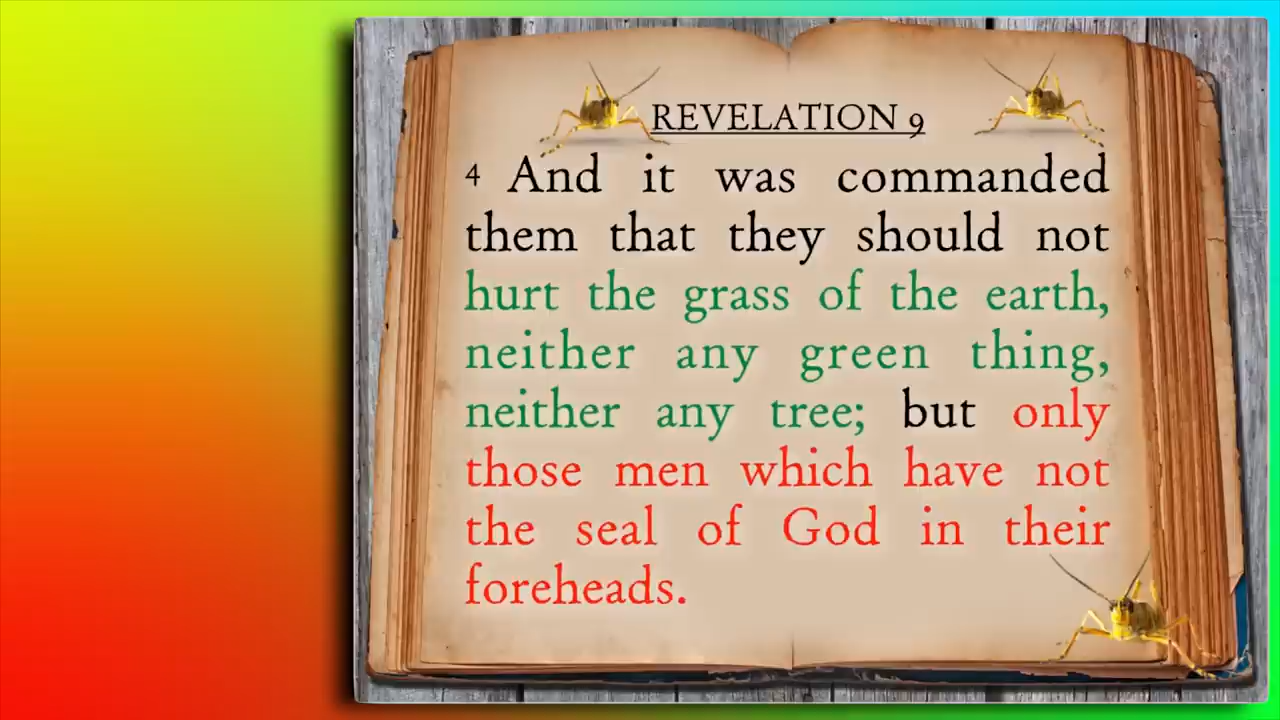 REVELATION 9
4 And it was commanded
them that they should not
hurt the grass of the earth,
neither any green thing,
neither any tree; but only
those men which have not
the seal of God in their
foreheads.